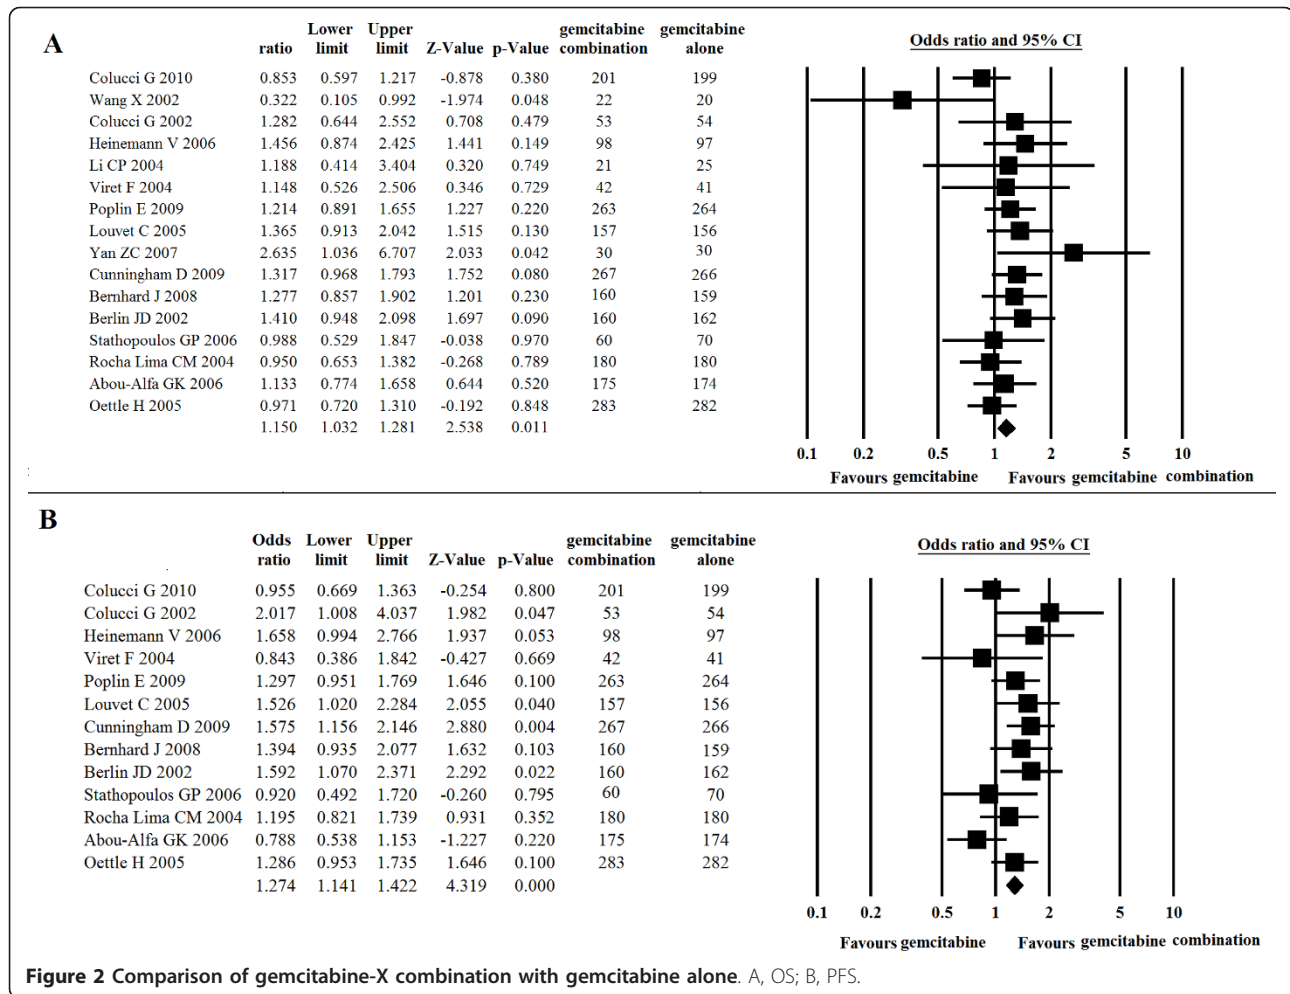 A
Lower Upper gemcitabine gemcitabine
ratio limit limit Z-Value p-Value combination alone Odds ratio and 95% CI
Colucci G 2010 0.853 0.597 1.217 -0.878 0.380 201 199
Wang X 2002 0.322 0.105 0.992 -1.974 0.048 22 20
Colucci G 2002 1.282 0.644 2.552 0.708 0.479 53 54
Heinemann V 2006 1.456 0.874 2.425 1.441 0.149 98 97
Li CP 2004 1.188 0.414 3.404 0.320 0.749 21 25
Viret F 2004 1.148 0.526 2.506 0.346 0.729 42 41
Poplin E 2009 1.214 0.891 1.655 1.227 0.220 263 264
Louvet C 2005 1.365 0.913 2.042 1.515 0.130 157 156
Yan ZC 2007 2.635 1.036 6.707 2.033 0.042 30 30
Cunningham D 2009 1.317 0.968 1.793 1.752 0.080 267 266
Bernhard J 2008 1.277 0.857 1.902 1.201 0.230 160 159
Berlin JD 2002 1.410 0.948 2.098 1.697 0.090 160 162
Stathopoulos GP 2006 0.988 0.529 1.847 -0.038 0.970 60 70
Rocha Lima CM 2004 0.950 0.653 1.382 -0.268 0.789 180 180
Abou-Alfa GK 2006 1.133 0.774 1.658 0.644 0.520 175 174
Oettle H 2005 0.971 0.720 1.310 -0.192 0.848 283 282
1.150 1.032 1.281 2.538 0.011
0.1 0.2 0.5 1 2 5 10
Favours gemcitabine Favours gemcitabine combination
B
Odds Lower Upper gemcitabine gemcitabine
ratio limit limit Z-Value p-Value combination alone Odds ratio and 95% CI
Colucci G 2010 0.955 0.669 1.363 -0.254 0.800 201 199
Colucci G 2002 2.017 1.008 4.037 1.982 0.047 53 54
Heinemann V 2006 1.658 0.994 2.766 1.937 0.053 98 97
Viret F 2004 0.843 0.386 1.842 -0.427 0.669 42 41
Poplin E 2009 1.297 0.951 1.769 1.646 0.100 263 264
Louvet C 2005 1.526 1.020 2.284 2.055 0.040 157 156
Cunningham D 2009 1.575 1.156 2.146 2.880 0.004 267 266
Bernhard J 2008 1.394 0.935 2.077 1.632 0.103 160 159
Berlin JD 2002 1.592 1.070 2.371 2.292 0.022 160 162
Stathopoulos GP 2006 0.920 0.492 1.720 -0.260 0.795 60 70
Rocha Lima CM 2004 1.195 0.821 1.739 0.931 0.352 180 180
Abou-Alfa GK 2006 0.788 0.538 1.153 -1.227 0.220 175 174
Oettle H 2005 1.286 0.953 1.735 1.646 0.100 283 282
1.274 1.141 1.422 4.319 0.000
0.1 0.2 0.5 1 2 5 10
Favours gemcitabine Favours gemcitabine combination
Figure 2 Comparison of gemcitabine-X combination with gemcitabine alone. A, OS; B, PFS.